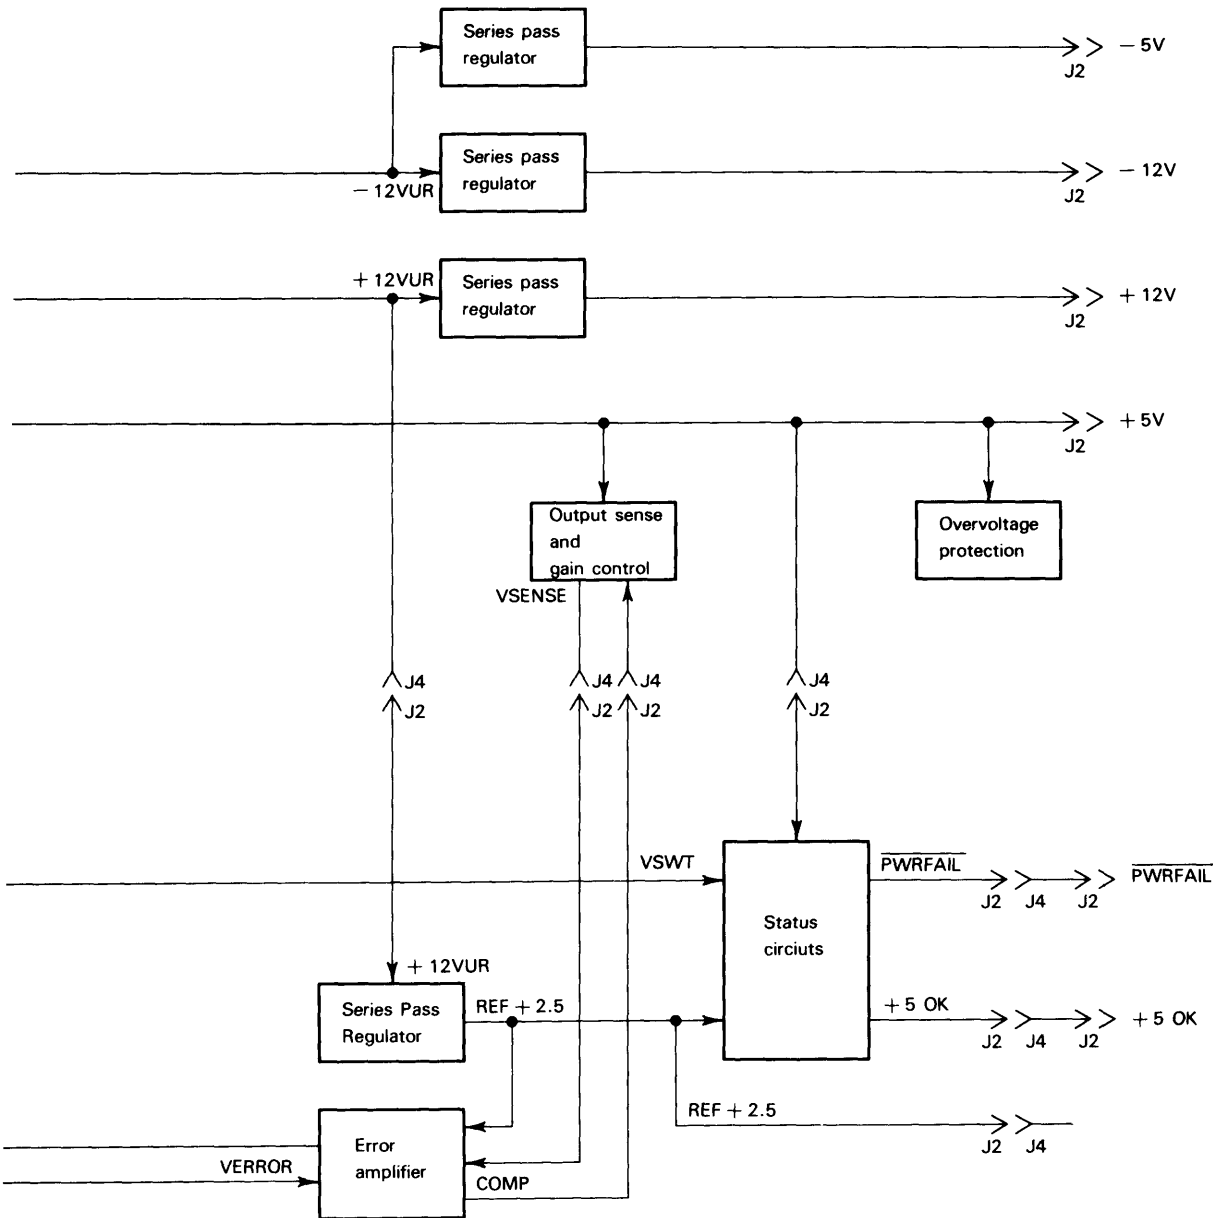 Series pass
regulator
− 5V
J2
Series pass
regulator
− 12VUR
− 12V
J2
+ 12VUR
Series pass
regulator
+ 12V
J2
+ 5V
J2
Output sense
and
gain control
Overvoltage
protection
VSENSE
J4
J2
J4
J2
J4
J2
J4
J2
VSWT
Status
circiuts
PWRFAIL
J2
J4
J2
PWRFAIL
+ 12VUR
Series Pass
Regulator
REF + 2.5
+ 5 OK
J2
J4
J2
+ 5 OK
REF + 2.5
J2
J4
Error
amplifier
VERROR
COMP